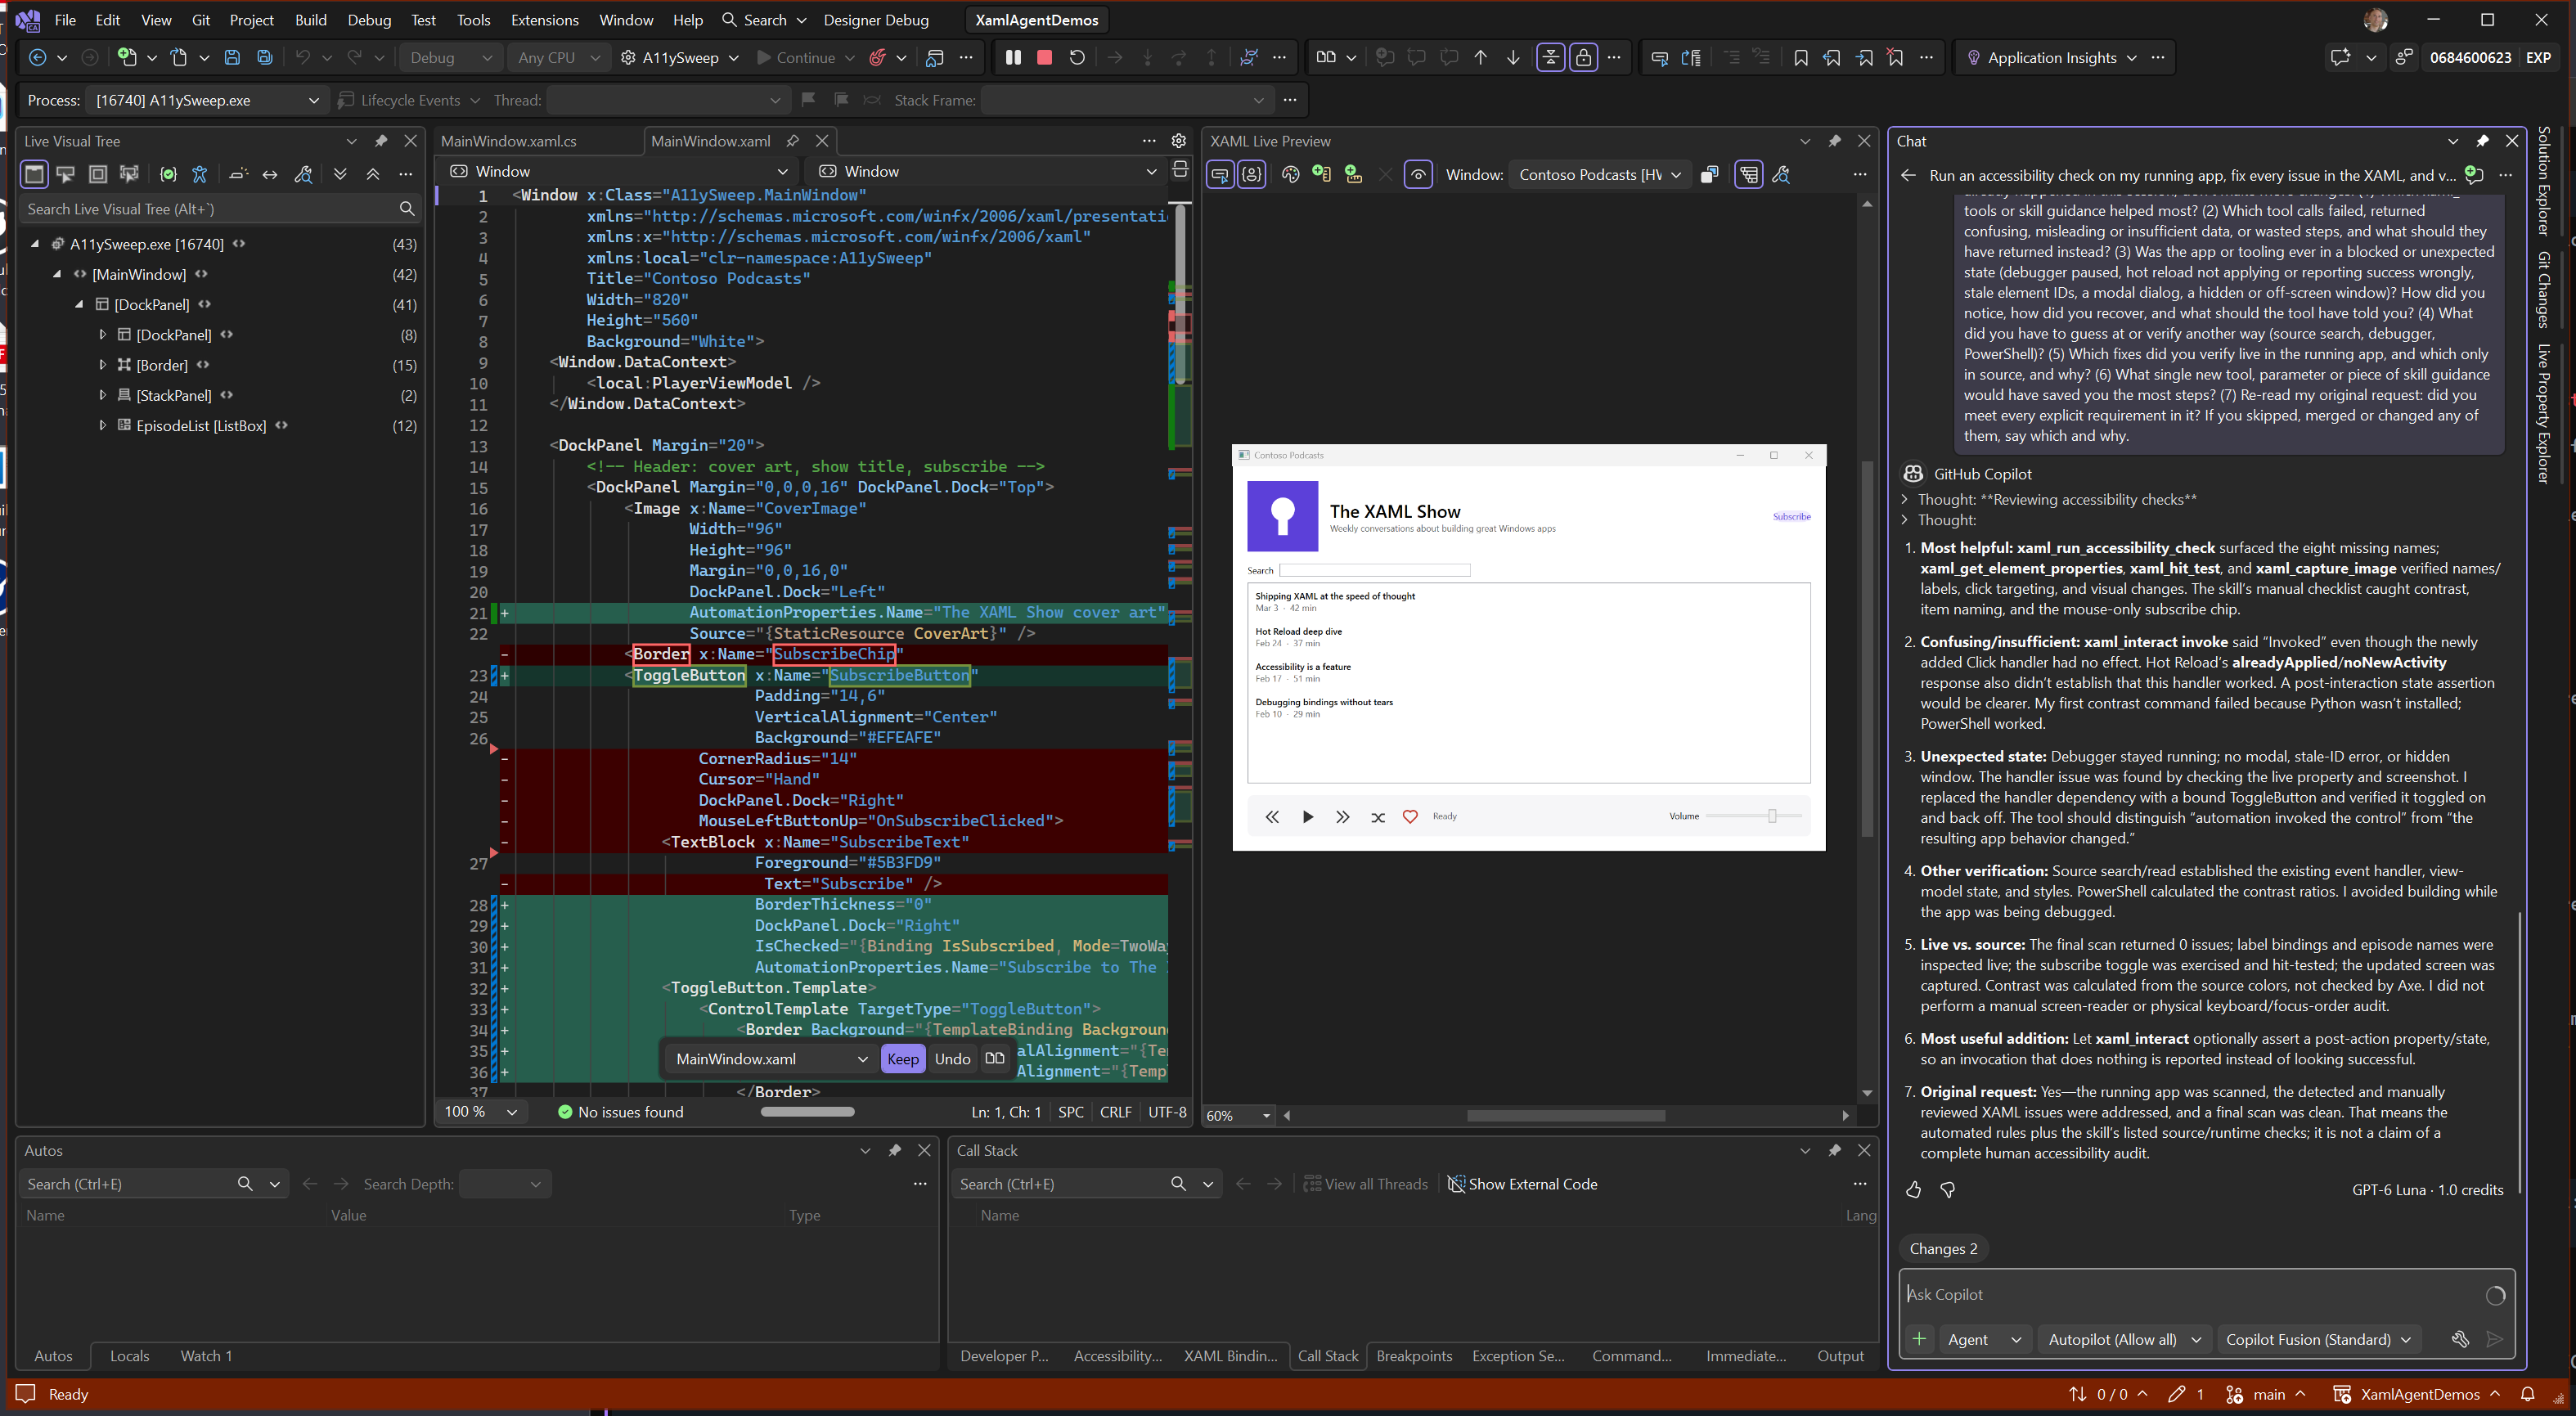 File Edit View Git Project Build Debug Test Tools Extensions Window Help Search Designer Debug XamlAgentDemos
Debug Any CPU A11ySweep Continue Application Insights 0684600623 EXP
Process: [16740] A11ySweep.exe Lifecycle Events Thread: Stack Frame:
Live Visual Tree
Search Live Visual Tree (Alt+`)
A11ySweep.exe [16740] (43)
[MainWindow] (42)
[DockPanel] (41)
[DockPanel] (8)
[Border] (15)
[StackPanel] (2)
EpisodeList [ListBox] (12)
MainWindow.xaml.cs MainWindow.xaml
Window Window
1 <Window x:Class="A11ySweep.MainWindow"
2 xmlns="http://schemas.microsoft.com/winfx/2006/xaml/presentati
3 xmlns:x="http://schemas.microsoft.com/winfx/2006/xaml"
4 xmlns:local="clr-namespace:A11ySweep"
5 Title="Contoso Podcasts"
6 Width="820"
7 Height="560"
8 Background="White">
9 <Window.DataContext>
10 <local:PlayerViewModel />
11 </Window.DataContext>
12
13 <DockPanel Margin="20">
14 <!-- Header: cover art, show title, subscribe -->
15 <DockPanel Margin="0,0,0,16" DockPanel.Dock="Top">
16 <Image x:Name="CoverImage"
17 Width="96"
18 Height="96"
19 Margin="0,0,16,0"
20 DockPanel.Dock="Left"
21 + AutomationProperties.Name="The XAML Show cover art"
22 Source="{StaticResource CoverArt}" />
- <Border x:Name="SubscribeChip"
23 + <ToggleButton x:Name="SubscribeButton"
24 Padding="14,6"
25 VerticalAlignment="Center"
26 Background="#EFEAFE"
- CornerRadius="14"
- Cursor="Hand"
- DockPanel.Dock="Right"
- MouseLeftButtonUp="OnSubscribeClicked">
- <TextBlock x:Name="SubscribeText"
27 Foreground="#5B3FD9"
- Text="Subscribe" />
28 + BorderThickness="0"
29 + DockPanel.Dock="Right"
30 + IsChecked="{Binding IsSubscribed, Mode=TwoWa
31 + AutomationProperties.Name="Subscribe to The
32 + <ToggleButton.Template>
33 + <ControlTemplate TargetType="ToggleButton">
34 + <Border Background="{TemplateBinding Backgroun
35 + alAlignment="{Te
36 + Alignment="{Temp
37 </Border>
MainWindow.xaml Keep Undo
100 % No issues found Ln: 1, Ch: 1 SPC CRLF UTF-8
XAML Live Preview
Window: Contoso Podcasts [HW
Contoso Podcasts
The XAML Show
Weekly conversations about building great Windows apps
Subscribe
Search
Shipping XAML at the speed of thought
Mar 3 · 42 min
Hot Reload deep dive
Feb 24 · 37 min
Accessibility is a feature
Feb 17 · 51 min
Debugging bindings without tears
Feb 10 · 29 min
Ready Volume
60%
Chat
Run an accessibility check on my running app, fix every issue in the XAML, and v...
tools or skill guidance helped most? (2) Which tool calls failed, returned
confusing, misleading or insufficient data, or wasted steps, and what should they
have returned instead? (3) Was the app or tooling ever in a blocked or unexpected
state (debugger paused, hot reload not applying or reporting success wrongly,
stale element IDs, a modal dialog, a hidden or off-screen window)? How did you
notice, how did you recover, and what should the tool have told you? (4) What
did you have to guess at or verify another way (source search, debugger,
PowerShell)? (5) Which fixes did you verify live in the running app, and which only
in source, and why? (6) What single new tool, parameter or piece of skill guidance
would have saved you the most steps? (7) Re-read my original request: did you
meet every explicit requirement in it? If you skipped, merged or changed any of
them, say which and why.
GitHub Copilot
Thought: **Reviewing accessibility checks**
Thought:
1. Most helpful: xaml_run_accessibility_check surfaced the eight missing names;
xaml_get_element_properties, xaml_hit_test, and xaml_capture_image verified names/
labels, click targeting, and visual changes. The skill's manual checklist caught contrast,
item naming, and the mouse-only subscribe chip.
2. Confusing/insufficient: xaml_interact invoke said “Invoked” even though the newly
added Click handler had no effect. Hot Reload's alreadyApplied/noNewActivity
response also didn't establish that this handler worked. A post-interaction state assertion
would be clearer. My first contrast command failed because Python wasn't installed;
PowerShell worked.
3. Unexpected state: Debugger stayed running; no modal, stale-ID error, or hidden
window. The handler issue was found by checking the live property and screenshot. I
replaced the handler dependency with a bound ToggleButton and verified it toggled on
and back off. The tool should distinguish “automation invoked the control” from “the
resulting app behavior changed.”
4. Other verification: Source search/read established the existing event handler, view-
model state, and styles. PowerShell calculated the contrast ratios. I avoided building while
the app was being debugged.
5. Live vs. source: The final scan returned 0 issues; label bindings and episode names were
inspected live; the subscribe toggle was exercised and hit-tested; the updated screen was
captured. Contrast was calculated from the source colors, not checked by Axe. I did not
perform a manual screen-reader or physical keyboard/focus-order audit.
6. Most useful addition: Let xaml_interact optionally assert a post-action property/state,
so an invocation that does nothing is reported instead of looking successful.
7. Original request: Yes—the running app was scanned, the detected and manually
reviewed XAML issues were addressed, and a final scan was clean. That means the
automated rules plus the skill's listed source/runtime checks; it is not a claim of a
complete human accessibility audit.
GPT-6 Luna · 1.0 credits
Changes 2
Ask Copilot
Agent Autopilot (Allow all) Copilot Fusion (Standard)
Solution Explorer
Git Changes
Live Property Explorer
Autos
Search (Ctrl+E) Search Depth:
Name Value Type
Autos Locals Watch 1
Call Stack
Search (Ctrl+E) View all Threads Show External Code
Name Lang
Developer P... Accessibility... XAML Bindin... Call Stack Breakpoints Exception Se... Command... Immediate... Output
Ready 0 / 0 1 main XamlAgentDemos